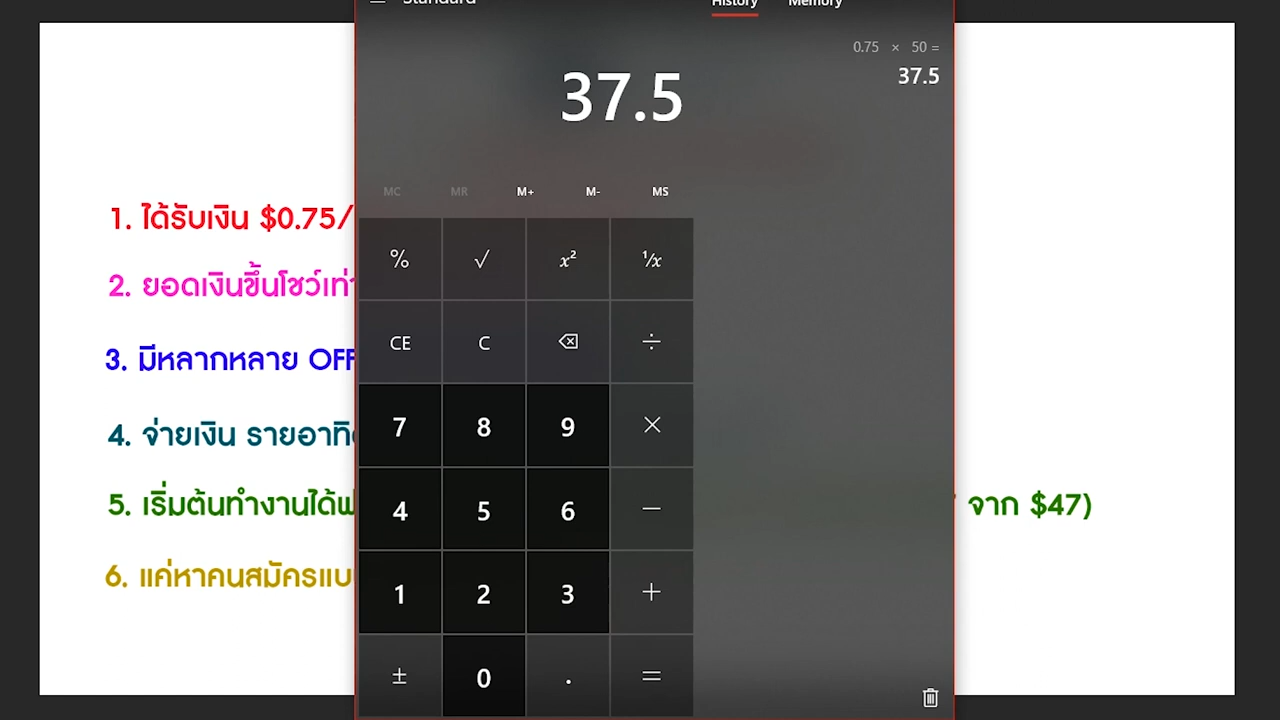 Standard
History
Memory
0.75 × 50 =
37.5
37.5
MC MR M+ M- MS
% √ x² ¹/x
CE C ÷
7 8 9 ×
4 5 6 −
1 2 3 +
± 0 . =
1. ได้รับเงิน $0.75/
2. ยอดเงินขึ้นโชว์เท่า
3. มีหลากหลาย OFF
4. จ่ายเงิน รายอาทิต
5. เริ่มต้นทำงานได้ฟ
จาก $47)
6. แค่หาคนสมัครแบ